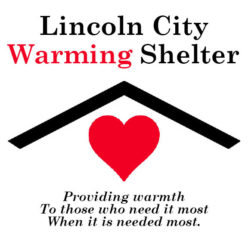 Lincoln City
Warming Shelter
Providing warmth
To those who need it most
When it is needed most.